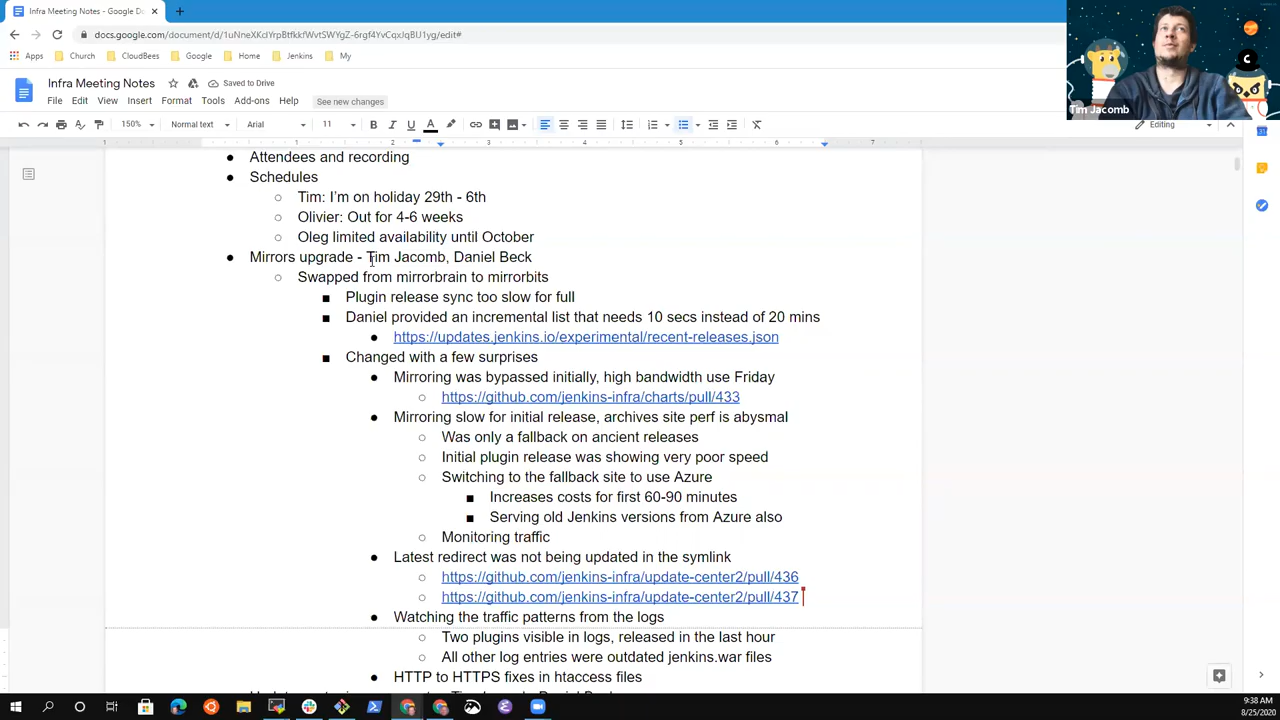 Infra Meeting Notes - Google Do
docs.google.com/document/d/1uNneXKcIYrpBtfkkfWvtSWYgZ-6rgf4YvCqxJqBU1yg/edit#
Apps Church CloudBees Google Home Jenkins My
Infra Meeting Notes Saved to Drive
File Edit View Insert Format Tools Add-ons Help See new changes
150% Normal text Arial 11 B I U A Editing
1 1 2 3 4 5 6 7
Tim Jacomb
Attendees and recording
Schedules
Tim: I'm on holiday 29th - 6th
Olivier: Out for 4-6 weeks
Oleg limited availability until October
Mirrors upgrade - Tim Jacomb, Daniel Beck
Swapped from mirrorbrain to mirrorbits
Plugin release sync too slow for full
Daniel provided an incremental list that needs 10 secs instead of 20 mins
https://updates.jenkins.io/experimental/recent-releases.json
Changed with a few surprises
Mirroring was bypassed initially, high bandwidth use Friday
https://github.com/jenkins-infra/charts/pull/433
Mirroring slow for initial release, archives site perf is abysmal
Was only a fallback on ancient releases
Initial plugin release was showing very poor speed
Switching to the fallback site to use Azure
Increases costs for first 60-90 minutes
Serving old Jenkins versions from Azure also
Monitoring traffic
Latest redirect was not being updated in the symlink
https://github.com/jenkins-infra/update-center2/pull/436
https://github.com/jenkins-infra/update-center2/pull/437
Watching the traffic patterns from the logs
Two plugins visible in logs, released in the last hour
All other log entries were outdated jenkins.war files
HTTP to HTTPS fixes in htaccess files
9:38 AM
8/25/2020